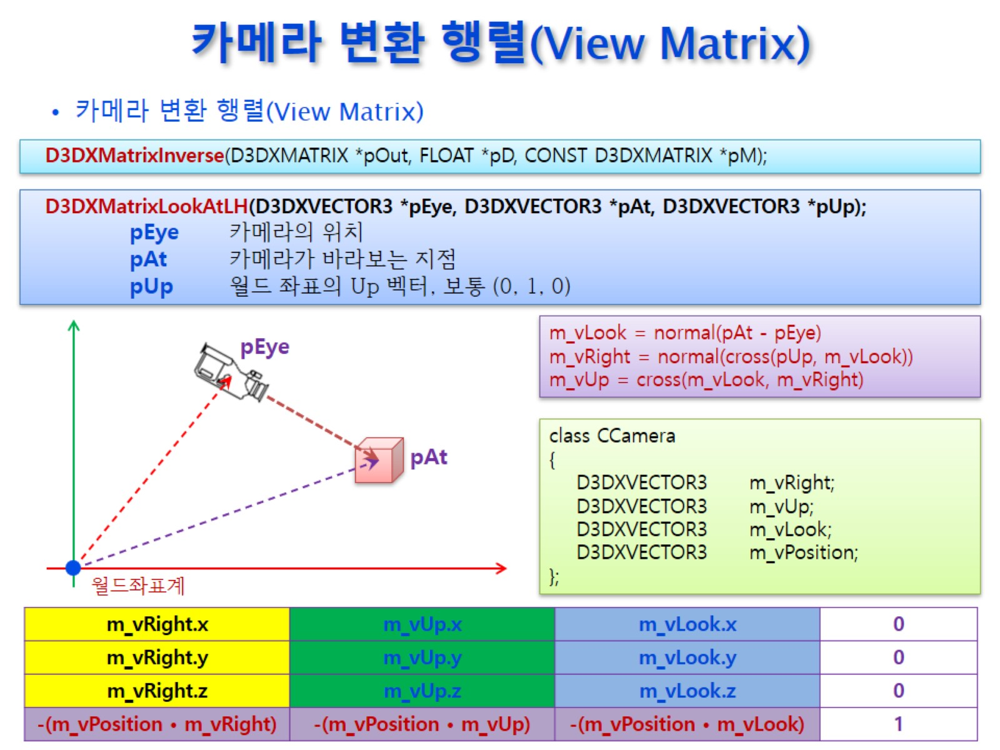 카메라 변환 행렬(View Matrix)
• 카메라 변환 행렬(View Matrix)
D3DXMatrixInverse(D3DXMATRIX *pOut, FLOAT *pD, CONST D3DXMATRIX *pM);
D3DXMatrixLookAtLH(D3DXVECTOR3 *pEye, D3DXVECTOR3 *pAt, D3DXVECTOR3 *pUp);
pEye 카메라의 위치
pAt 카메라가 바라보는 지점
pUp 월드 좌표의 Up 벡터, 보통 (0, 1, 0)
pEye
pAt
월드좌표계
m_vLook = normal(pAt - pEye)
m_vRight = normal(cross(pUp, m_vLook))
m_vUp = cross(m_vLook, m_vRight)
class CCamera
{
D3DXVECTOR3 m_vRight;
D3DXVECTOR3 m_vUp;
D3DXVECTOR3 m_vLook;
D3DXVECTOR3 m_vPosition;
};
m_vRight.x m_vUp.x m_vLook.x 0
m_vRight.y m_vUp.y m_vLook.y 0
m_vRight.z m_vUp.z m_vLook.z 0
-(m_vPosition • m_vRight) -(m_vPosition • m_vUp) -(m_vPosition • m_vLook) 1